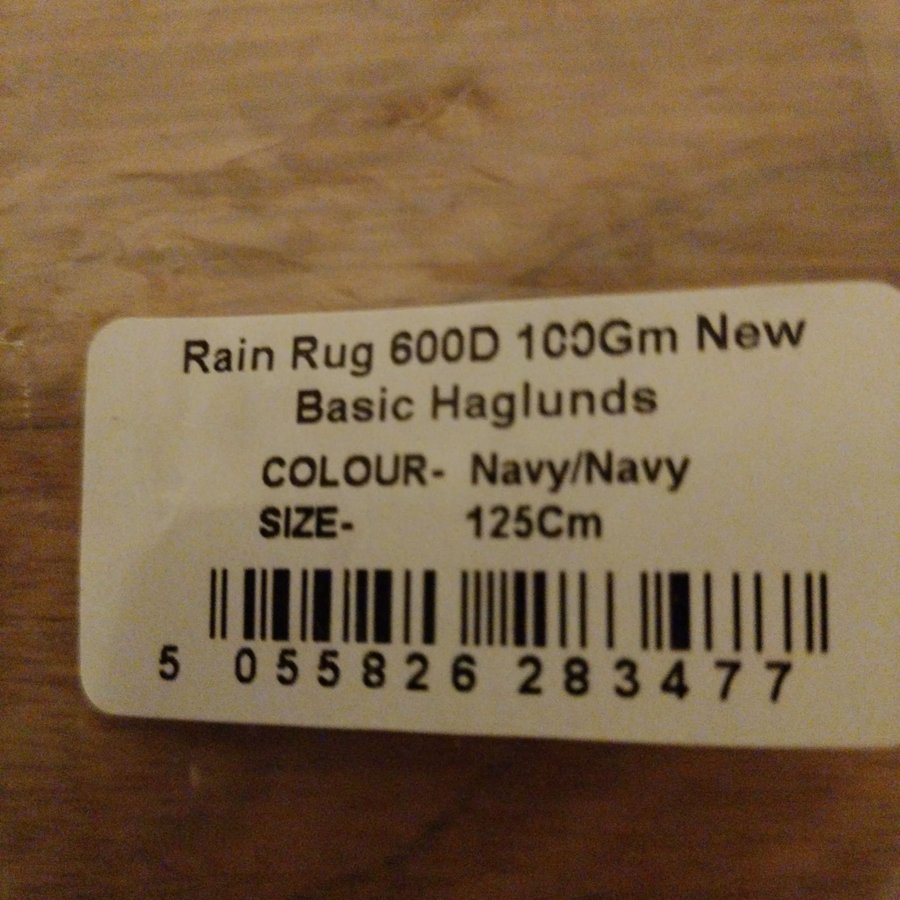 Rain Rug 600D 100Gm New
Basic Haglunds
COLOUR- Navy/Navy
SIZE- 125Cm
5 055826 283477